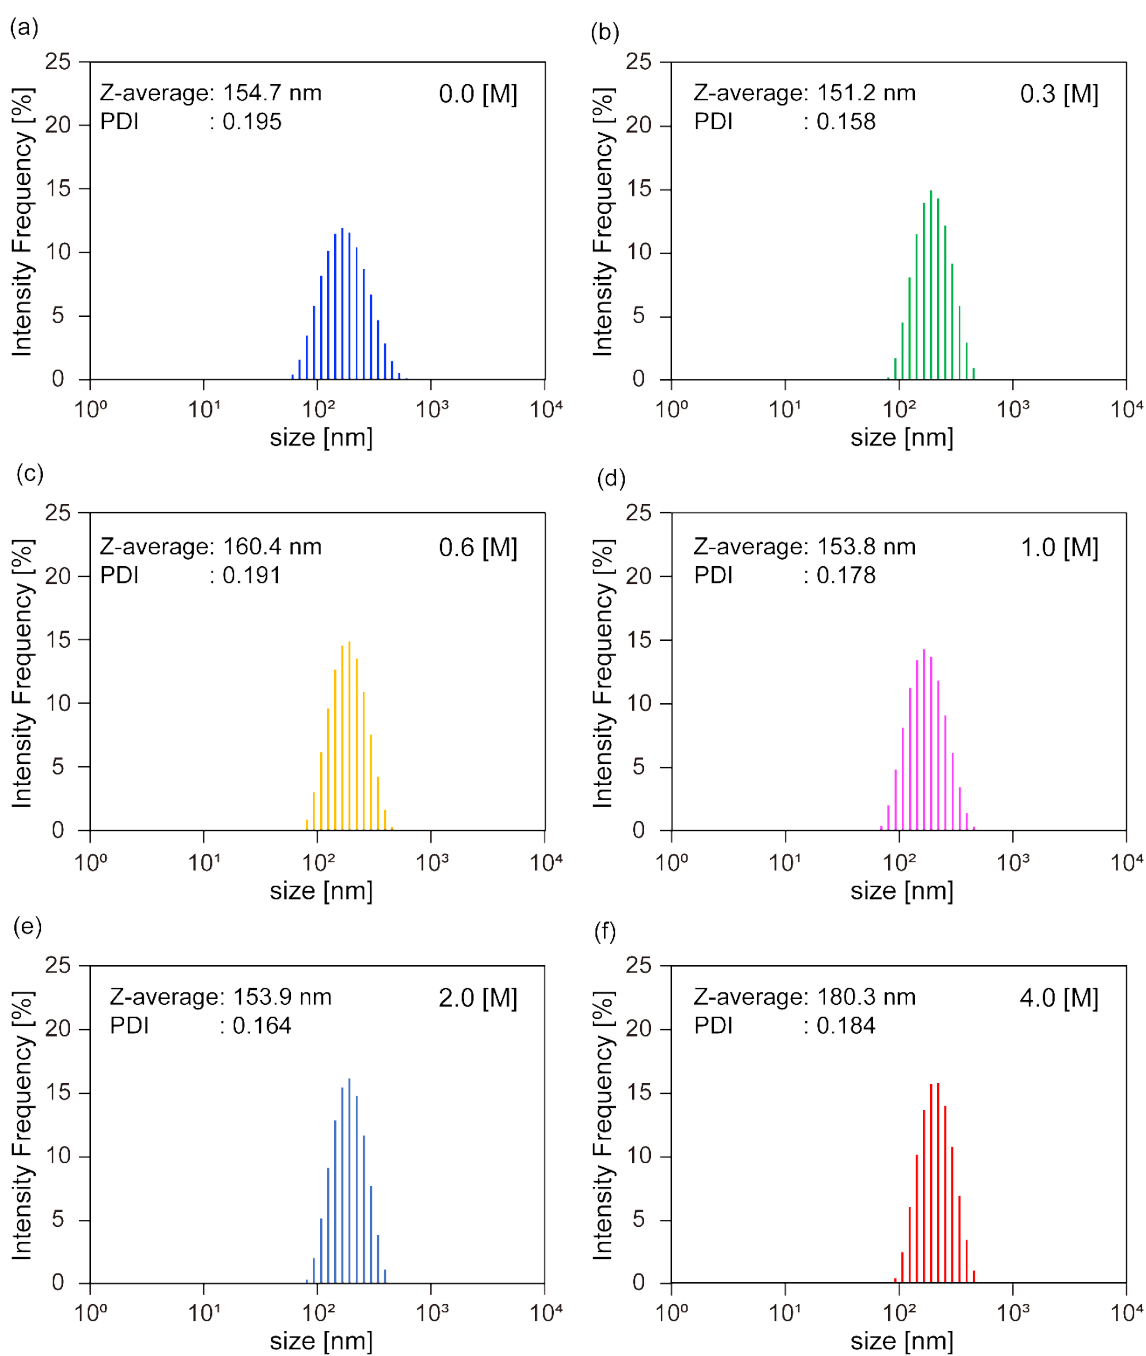 (a)
25
20
15
10
5
0
Intensity Frequency [%]
Z-average: 154.7 nm
PDI : 0.195
0.0 [M]
10⁰ 10¹ 10² 10³ 10⁴
size [nm]
(b)
25
20
15
10
5
0
Intensity Frequency [%]
Z-average: 151.2 nm
PDI : 0.158
0.3 [M]
10⁰ 10¹ 10² 10³ 10⁴
size [nm]
(c)
25
20
15
10
5
0
Intensity Frequency [%]
Z-average: 160.4 nm
PDI : 0.191
0.6 [M]
10⁰ 10¹ 10² 10³ 10⁴
size [nm]
(d)
25
20
15
10
5
0
Intensity Frequency [%]
Z-average: 153.8 nm
PDI : 0.178
1.0 [M]
10⁰ 10¹ 10² 10³ 10⁴
size [nm]
(e)
25
20
15
10
5
0
Intensity Frequency [%]
Z-average: 153.9 nm
PDI : 0.164
2.0 [M]
10⁰ 10¹ 10² 10³ 10⁴
size [nm]
(f)
25
20
15
10
5
0
Intensity Frequency [%]
Z-average: 180.3 nm
PDI : 0.184
4.0 [M]
10⁰ 10¹ 10² 10³ 10⁴
size [nm]